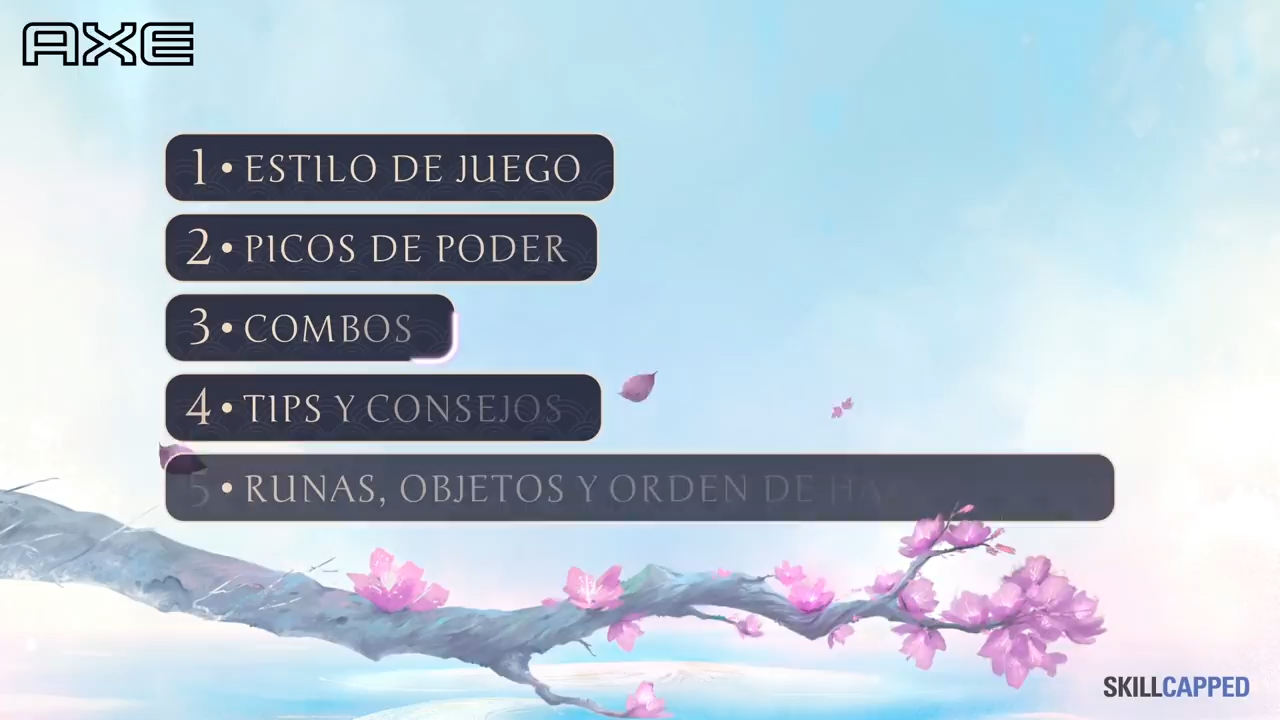 AXE
1 • ESTILO DE JUEGO
2 • PICOS DE PODER
3 • COMBOS
4 • TIPS Y CONSEJOS
5 • RUNAS, OBJETOS Y ORDEN DE
SKILLCAPPED